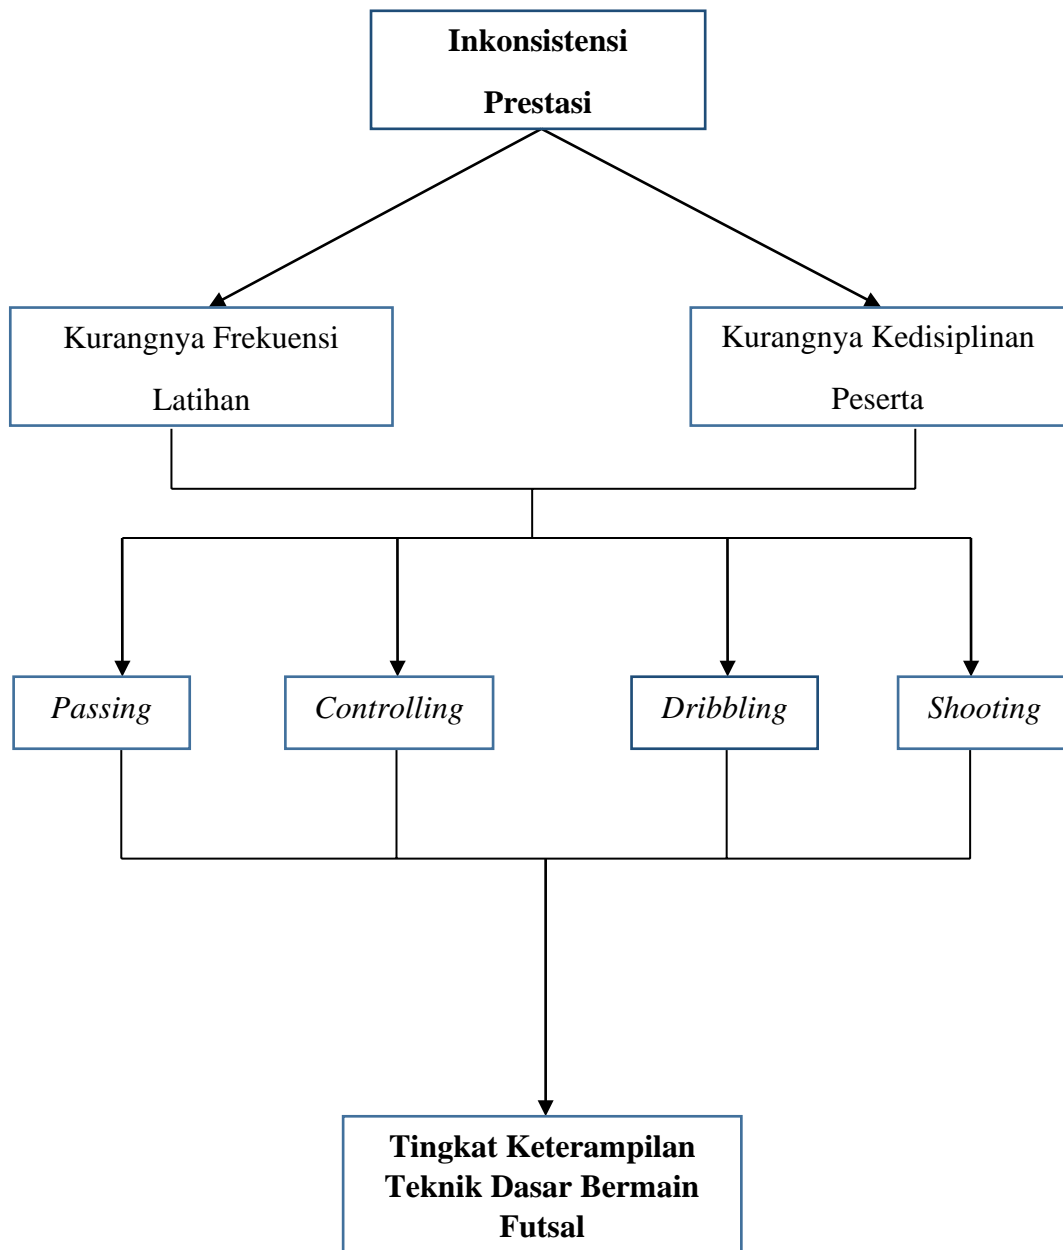 Inkonsistensi
Prestasi
Kurangnya Frekuensi
Latihan
Kurangnya Kedisiplinan
Peserta
Passing
Controlling
Dribbling
Shooting
Tingkat Keterampilan
Teknik Dasar Bermain
Futsal